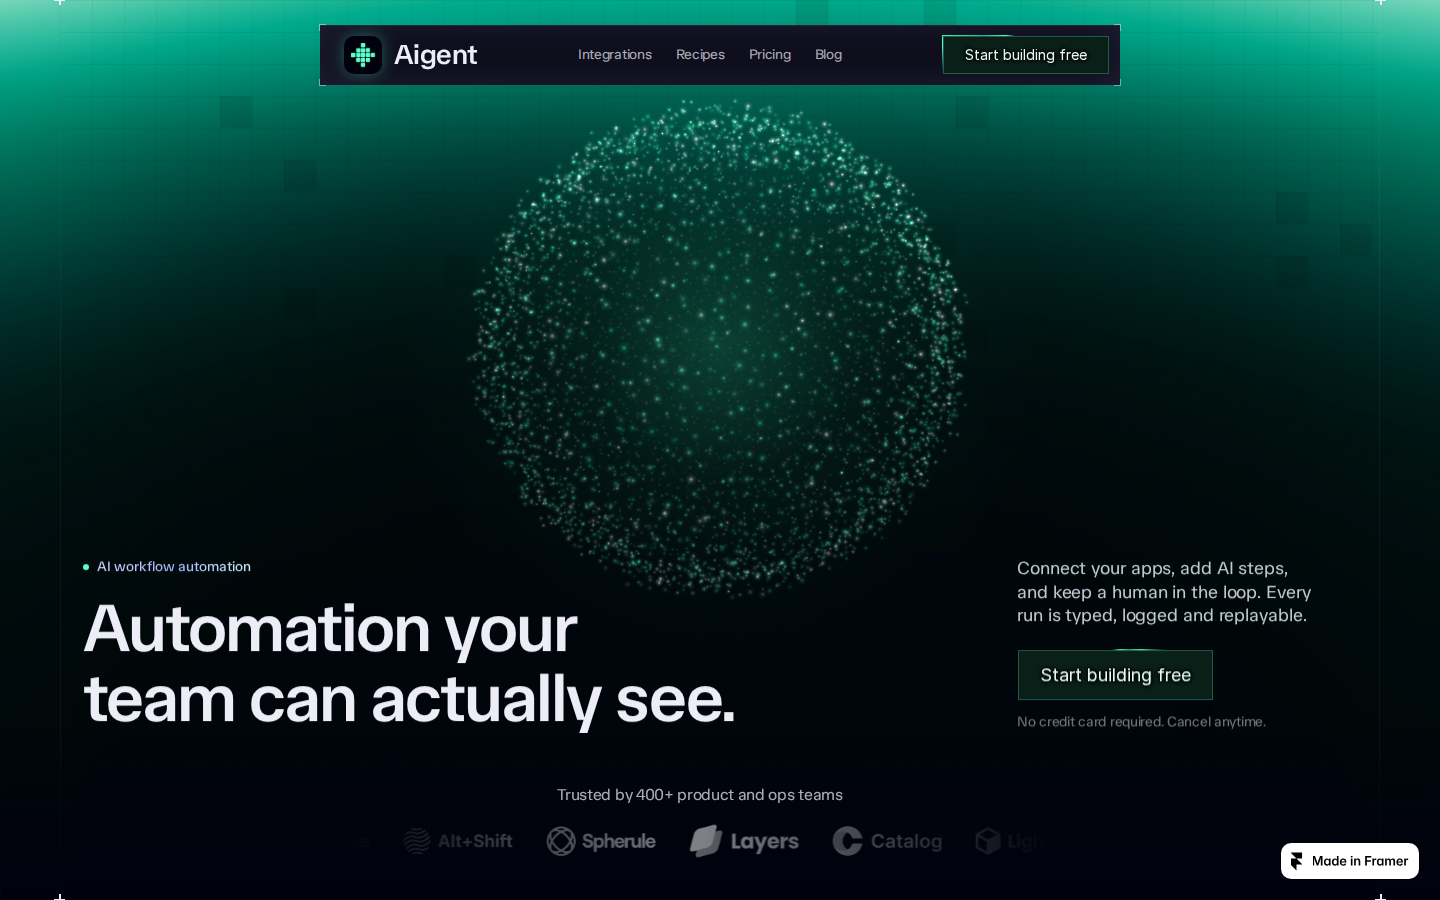 Aigent
Integrations
Recipes
Pricing
Blog
Start building free
AI workflow automation
Automation your
team can actually see.
Connect your apps, add AI steps,
and keep a human in the loop. Every
run is typed, logged and replayable.
Start building free
No credit card required. Cancel anytime.
Trusted by 400+ product and ops teams
Alt+Shift
Spherule
Layers
Catalog
Made in Framer